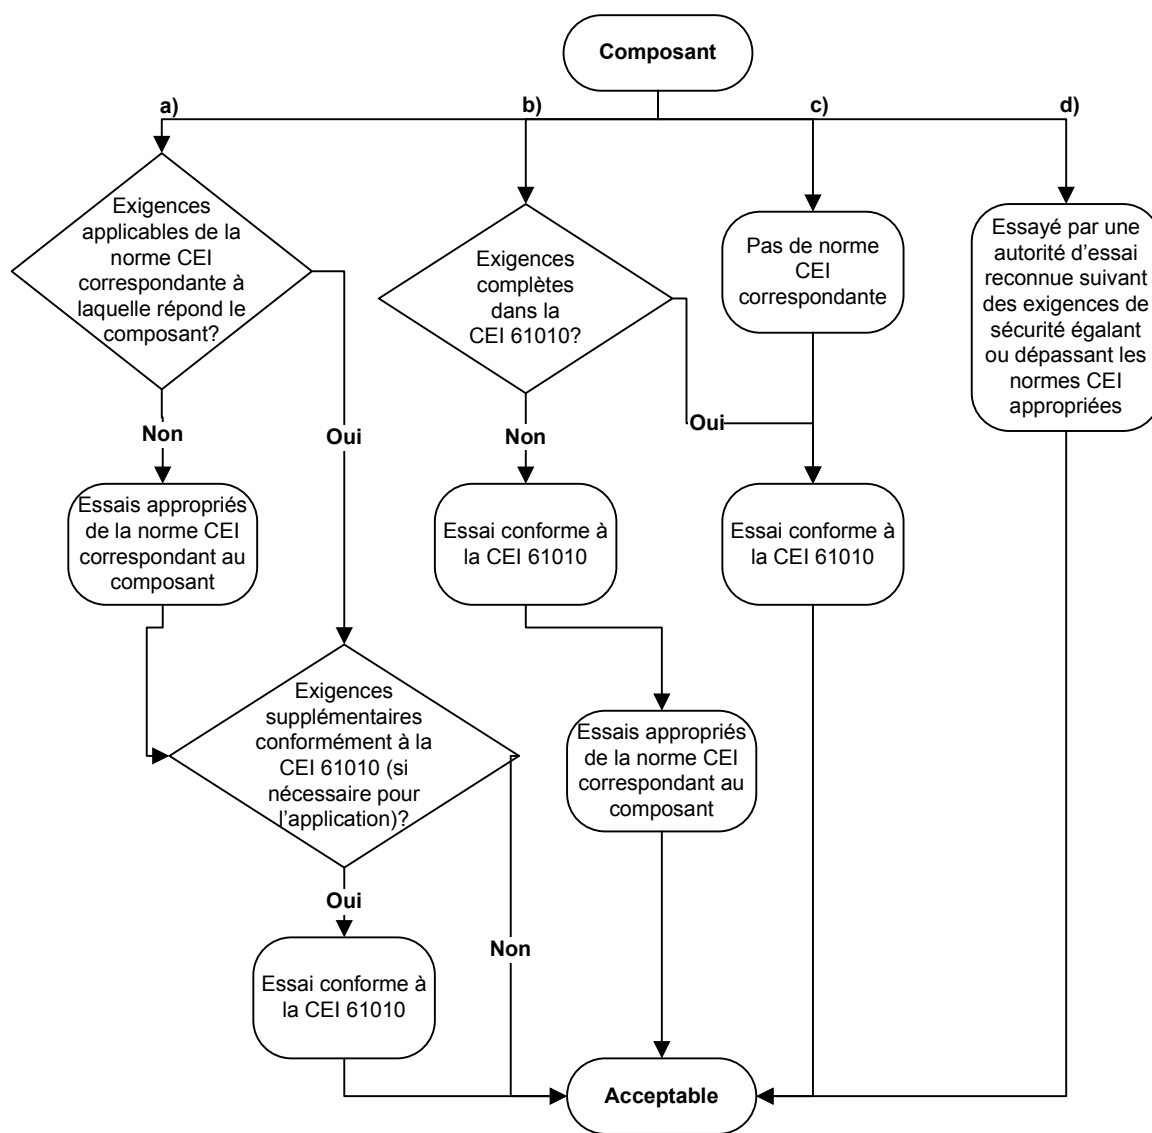 Composant
a)
b)
c)
d)
Exigences
applicables de la
norme CEI
correspondante à
laquelle répond le
composant?
Exigences
complètes
dans la
CEI 61010?
Pas de norme
CEI
correspondante
Essayé par une
autorité d’essai
reconnue suivant
des exigences de
sécurité égalant
ou dépassant les
normes CEI
appropriées
Non
Oui
Non
Oui
Essais appropriés
de la norme CEI
correspondant au
composant
Essai conforme à
la CEI 61010
Essai conforme à
la CEI 61010
Exigences
supplémentaires
conformément à la
CEI 61010 (si
nécessaire pour
l’application)?
Essais appropriés
de la norme CEI
correspondant au
composant
Oui
Non
Essai conforme à
la CEI 61010
Acceptable